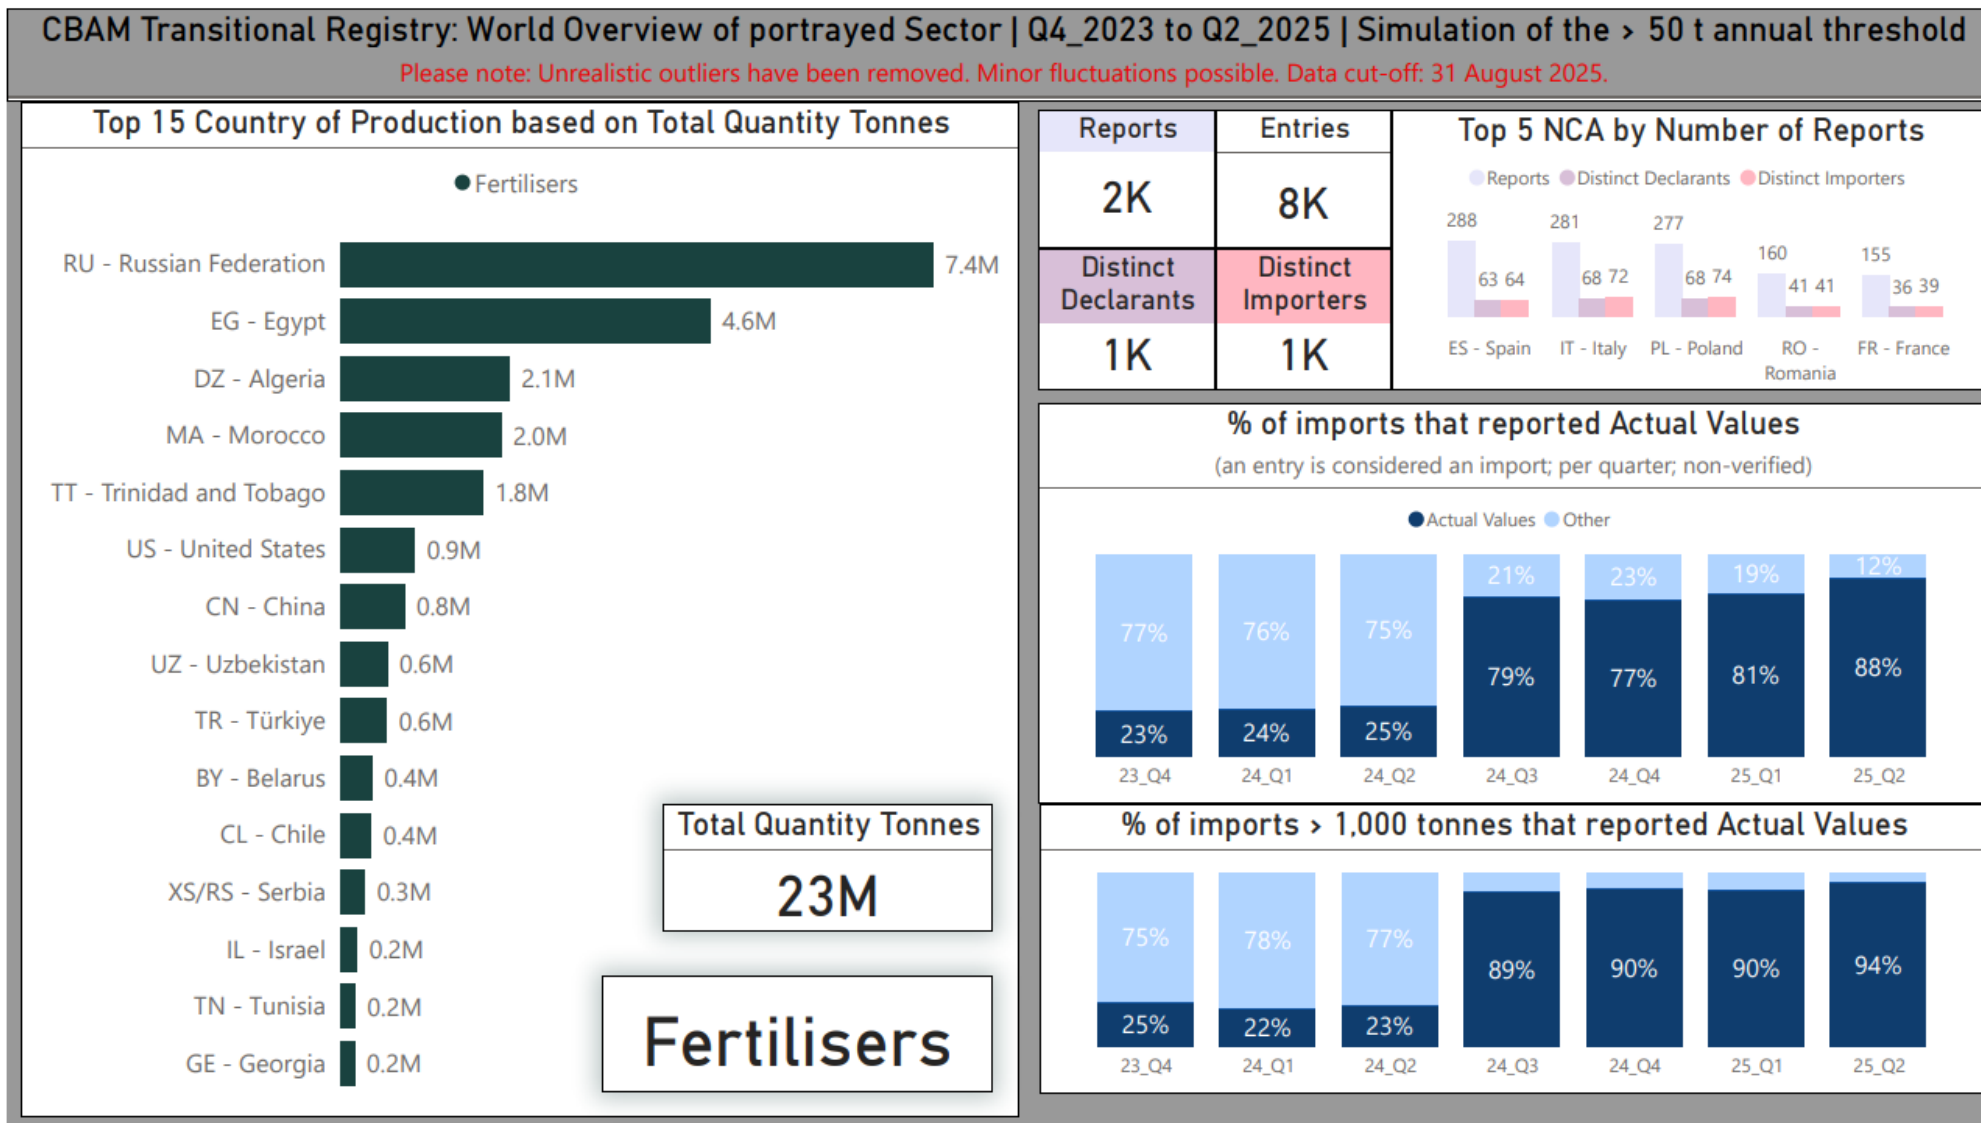 CBAM Transitional Registry: World Overview of portrayed Sector | Q4_2023 to Q2_2025 | Simulation of the > 50 t annual threshold
Please note: Unrealistic outliers have been removed. Minor fluctuations possible. Data cut-off: 31 August 2025.
Top 15 Country of Production based on Total Quantity Tonnes
Fertilisers
RU - Russian Federation 7.4M
EG - Egypt 4.6M
DZ - Algeria 2.1M
MA - Morocco 2.0M
TT - Trinidad and Tobago 1.8M
US - United States 0.9M
CN - China 0.8M
UZ - Uzbekistan 0.6M
TR - Türkiye 0.6M
BY - Belarus 0.4M
CL - Chile 0.4M
XS/RS - Serbia 0.3M
IL - Israel 0.2M
TN - Tunisia 0.2M
GE - Georgia 0.2M
Total Quantity Tonnes
23M
Fertilisers
Reports Entries
2K 8K
Distinct Distinct
Declarants Importers
1K 1K
Top 5 NCA by Number of Reports
Reports Distinct Declarants Distinct Importers
288 281 277 160 155
63 64 68 72 68 74 41 41 36 39
ES - Spain IT - Italy PL - Poland RO - FR - France
Romania
% of imports that reported Actual Values
(an entry is considered an import; per quarter; non-verified)
Actual Values Other
77% 76% 75% 21% 23% 19% 12%
23% 24% 25% 79% 77% 81% 88%
23_Q4 24_Q1 24_Q2 24_Q3 24_Q4 25_Q1 25_Q2
% of imports > 1,000 tonnes that reported Actual Values
75% 78% 77%
25% 22% 23% 89% 90% 90% 94%
23_Q4 24_Q1 24_Q2 24_Q3 24_Q4 25_Q1 25_Q2